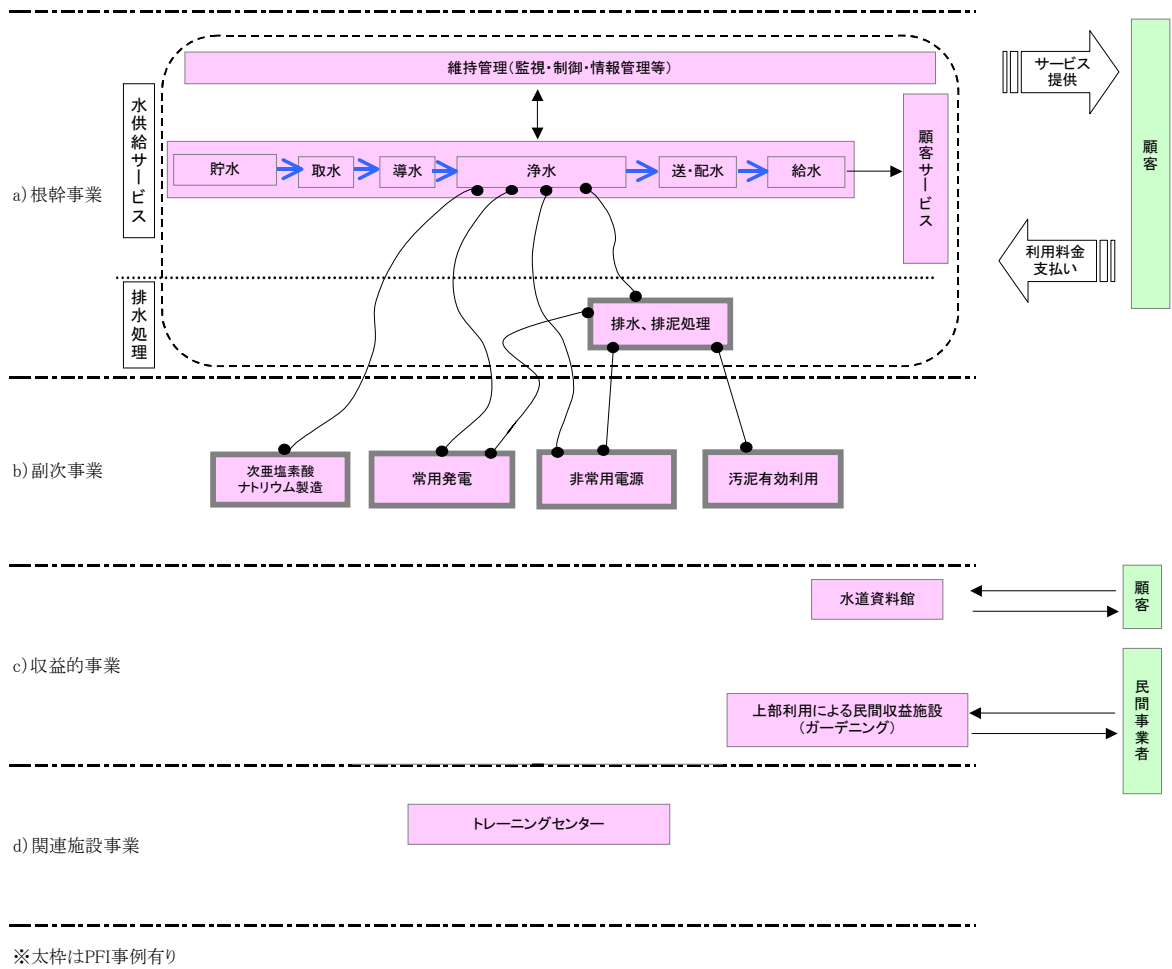 維持管理(監視・制御・情報管理等)
サービス
提供
顧客
水供給サービス
顧客サービス
貯水
取水
導水
浄水
送・配水
給水
a)根幹事業
利用料金
支払い
排水処理
排水、排泥処理
b)副次事業
次亜塩素酸
ナトリウム製造
常用発電
非常用電源
汚泥有効利用
水道資料館
顧客
c)収益的事業
上部利用による民間収益施設
(ガーデニング)
民間事業者
トレーニングセンター
d)関連施設事業
※太枠はPFI事例有り